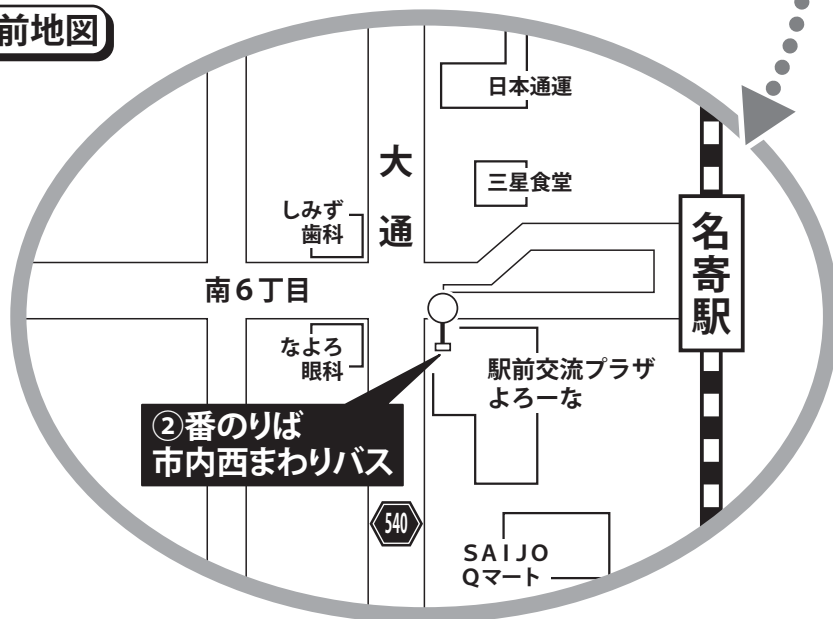 前地図
日本通運
大通
三星食堂
しみず
歯科
名寄駅
南6丁目
なよろ
眼科
駅前交流プラザ
よろーな
②番のりば
市内西まわりバス
540
SAIJO
Qマート